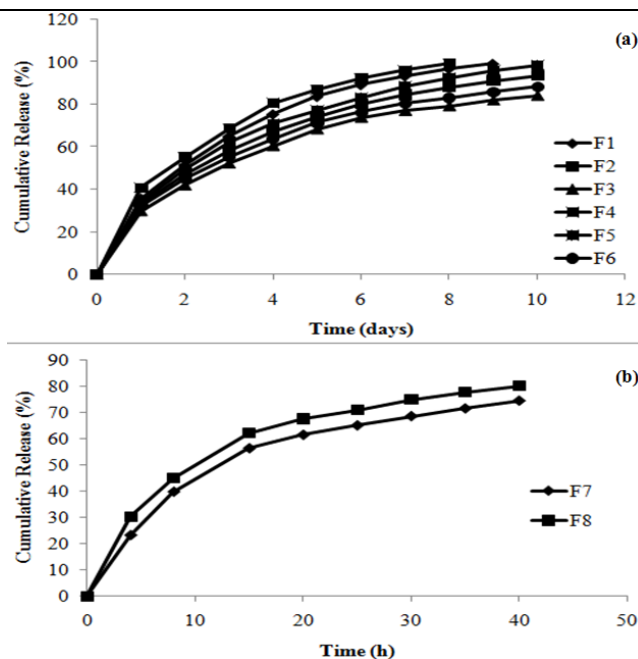 (a)
Cumulative Release (%)
120
100
80
60
40
20
0
0 2 4 6 8 10 12
Time (days)
F1
F2
F3
F4
F5
F6
(b)
Cumulative Release (%)
90
80
70
60
50
40
30
20
10
0
0 10 20 30 40 50
Time (h)
F7
F8